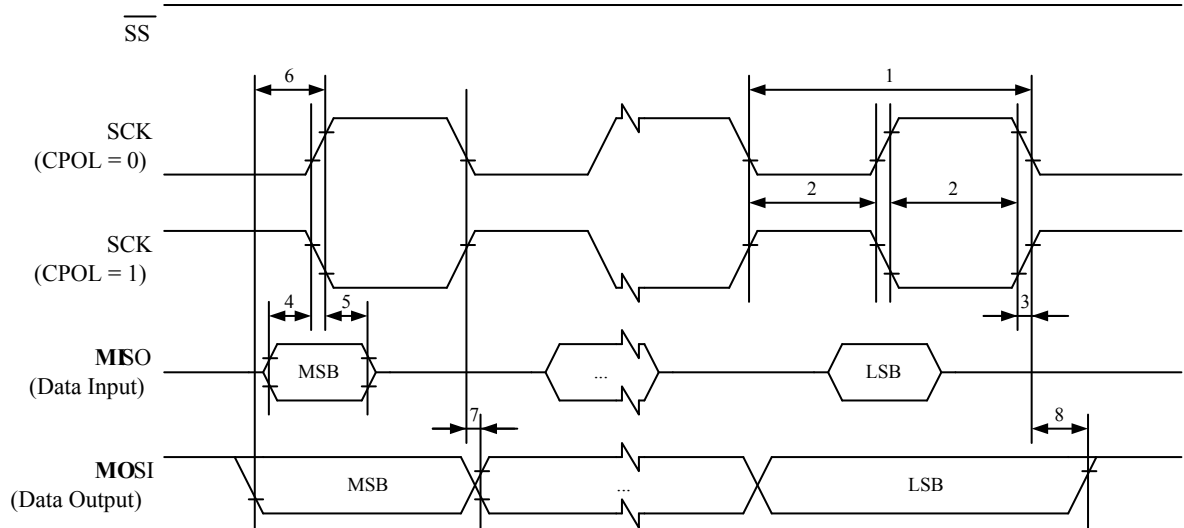 SS
6
1
SCK
(CPOL = 0)
2
2
SCK
(CPOL = 1)
4
5
3
MISO
(Data Input)
MSB
...
LSB
7
8
MOSI
(Data Output)
MSB
...
LSB